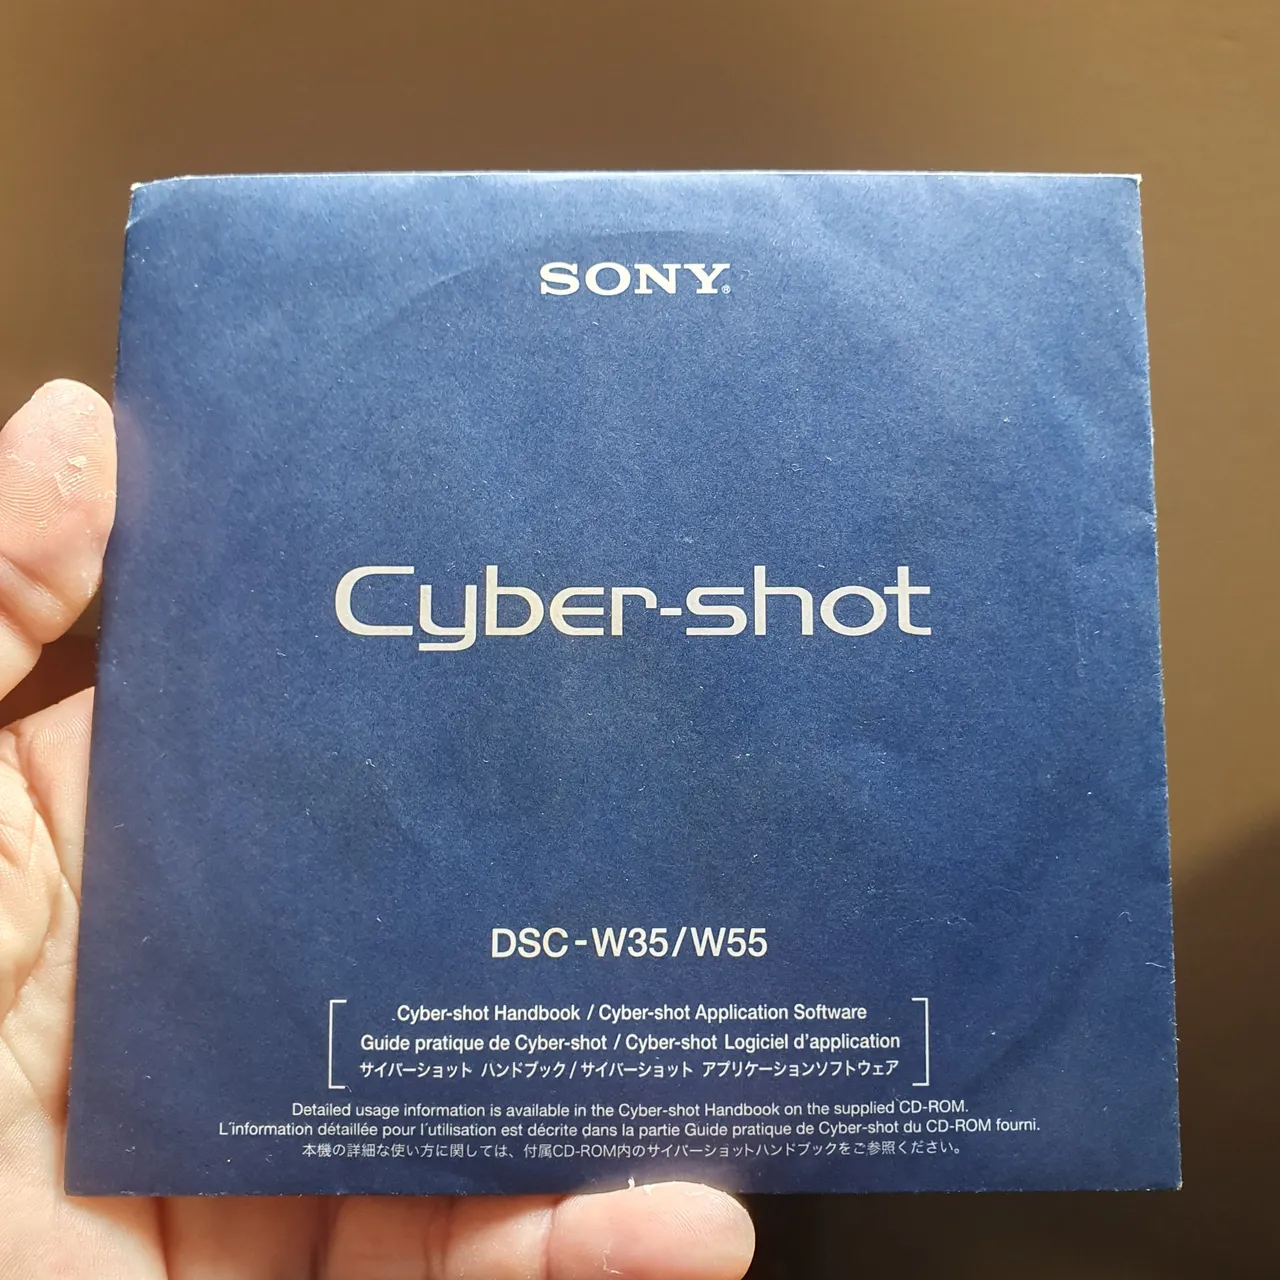 SONY®
Cyber-shot
DSC-W35/W55
Cyber-shot Handbook / Cyber-shot Application Software
Guide pratique de Cyber-shot / Cyber-shot Logiciel d'application
サイバーショット ハンドブック/サイバーショット アプリケーションソフトウェア
Detailed usage information is available in the Cyber-shot Handbook on the supplied CD-ROM.
L'information détaillée pour l'utilisation est décrite dans la partie Guide pratique de Cyber-shot du CD-ROM fourni.
本機の詳細な使い方に関しては、付属CD-ROM内のサイバーショットハンドブックをご参照ください。